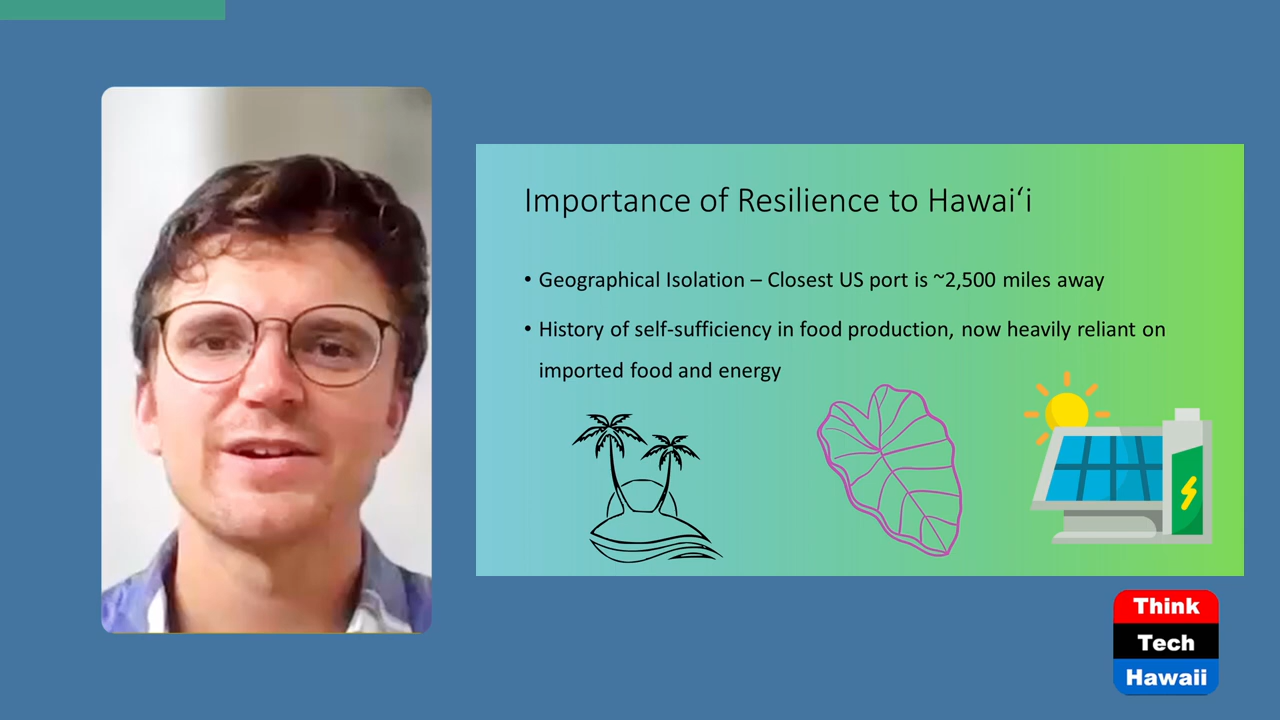 Importance of Resilience to Hawai‘i
• Geographical Isolation – Closest US port is ~2,500 miles away
• History of self-sufficiency in food production, now heavily reliant on
imported food and energy
Think
Tech
Hawaii